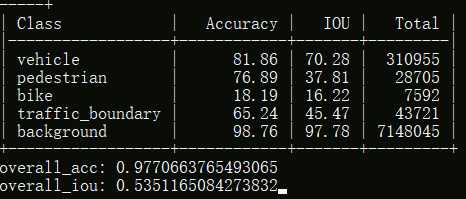 -----+
| Class            | Accuracy |   IOU |   Total |
|------------------+----------+-------+---------|
| vehicle          |    81.86 | 70.28 |  310955 |
| pedestrian       |    76.89 | 37.81 |   28705 |
| bike             |    18.19 | 16.22 |    7592 |
| traffic_boundary |    65.24 | 45.47 |   43721 |
| background       |    98.76 | 97.78 | 7148045 |
+------------------+----------+-------+---------+
overall_acc: 0.9770663765493065
overall_iou: 0.5351165084273832